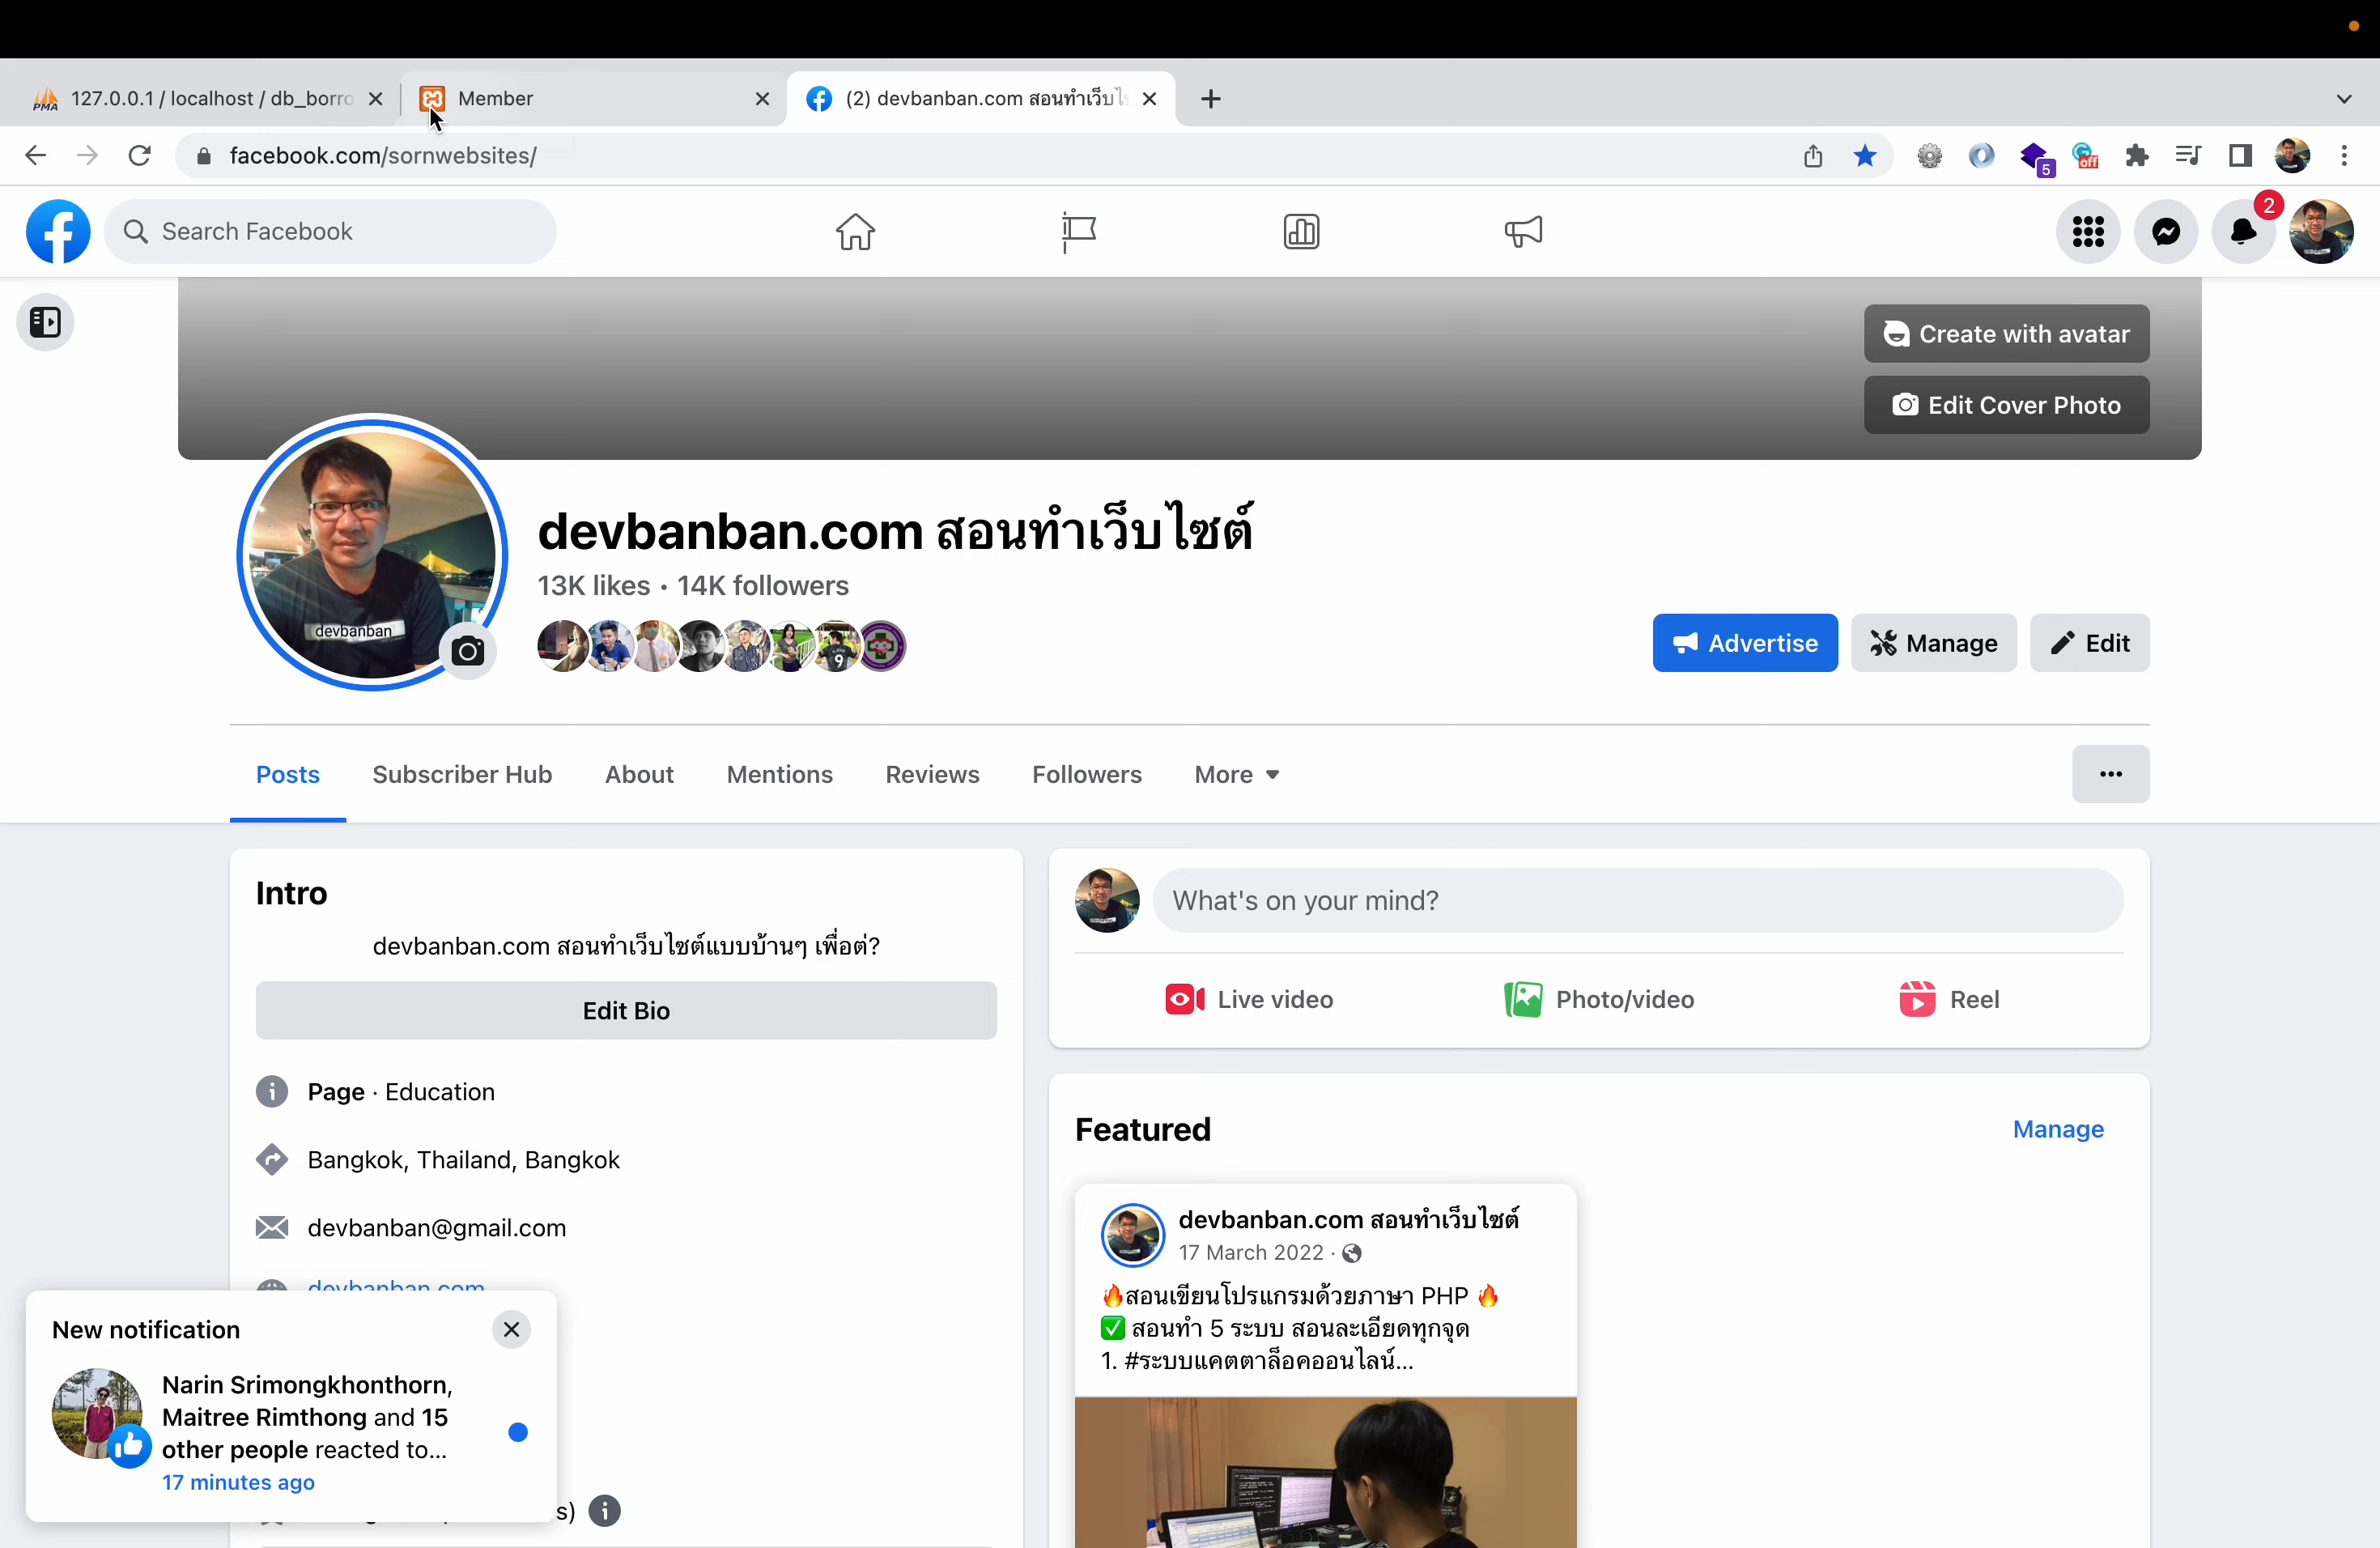 PMA 127.0.0.1 / localhost / db_borro
Member
(2) devbanban.com สอนทำเว็บไซ
facebook.com/sornwebsites/
5
off
Search Facebook
2
Create with avatar
Edit Cover Photo
devbanban
devbanban.com สอนทำเว็บไซต์
13K likes · 14K followers
9
Advertise
Manage
Edit
Posts
Subscriber Hub
About
Mentions
Reviews
Followers
More
Intro
devbanban.com สอนทำเว็บไซต์แบบบ้านๆ เพื่อต่?
Edit Bio
Page · Education
Bangkok, Thailand, Bangkok
devbanban@gmail.com
devbanban.com
New notification
Narin Srimongkhonthorn,
Maitree Rimthong and 15
other people reacted to...
17 minutes ago
s)
What's on your mind?
Live video
Photo/video
Reel
Featured
Manage
devbanban.com สอนทำเว็บไซต์
17 March 2022 ·
🔥สอนเขียนโปรแกรมด้วยภาษา PHP 🔥
✅ สอนทำ 5 ระบบ สอนละเอียดทุกจุด
1. #ระบบแคตตาล็อคออนไลน์...